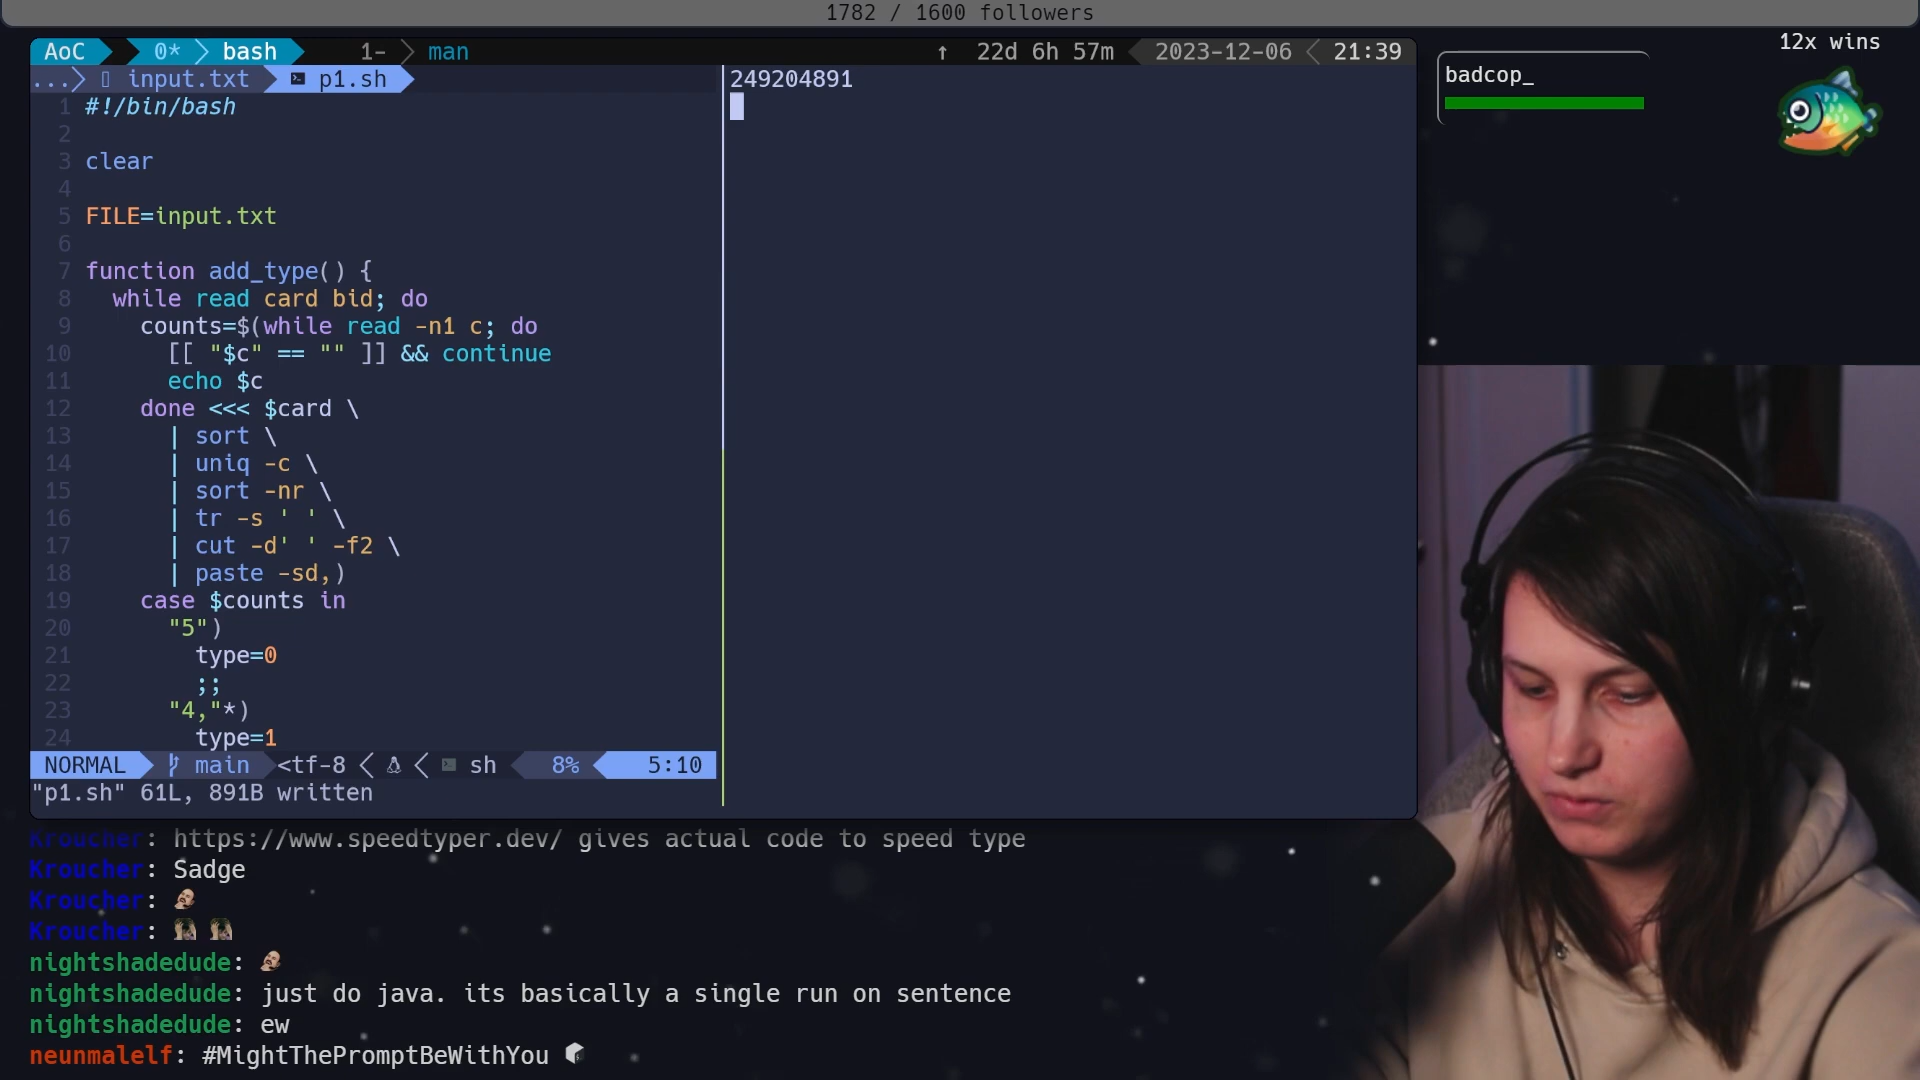 1782 / 1600 followers
AoC 0* bash 1- man ↑ 22d 6h 57m 2023-12-06 21:39
12x wins
badcop_
... input.txt p1.sh
249204891
1 #!/bin/bash
2
3 clear
4
5 FILE=input.txt
6
7 function add_type() {
8 while read card bid; do
9 counts=$(while read -n1 c; do
10 [[ "$c" == "" ]] && continue
11 echo $c
12 done <<< $card \
13 | sort \
14 | uniq -c \
15 | sort -nr \
16 | tr -s ' ' \
17 | cut -d' ' -f2 \
18 | paste -sd,)
19 case $counts in
20 "5")
21 type=0
22 ;;
23 "4,"*)
24 type=1
NORMAL main <tf-8 sh 8% 5:10
"p1.sh" 61L, 891B written
Kroucher: https://www.speedtyper.dev/ gives actual code to speed type
Kroucher: Sadge
Kroucher:
Kroucher:
nightshadedude:
nightshadedude: just do java. its basically a single run on sentence
nightshadedude: ew
neunmalelf: #MightThePromptBeWithYou